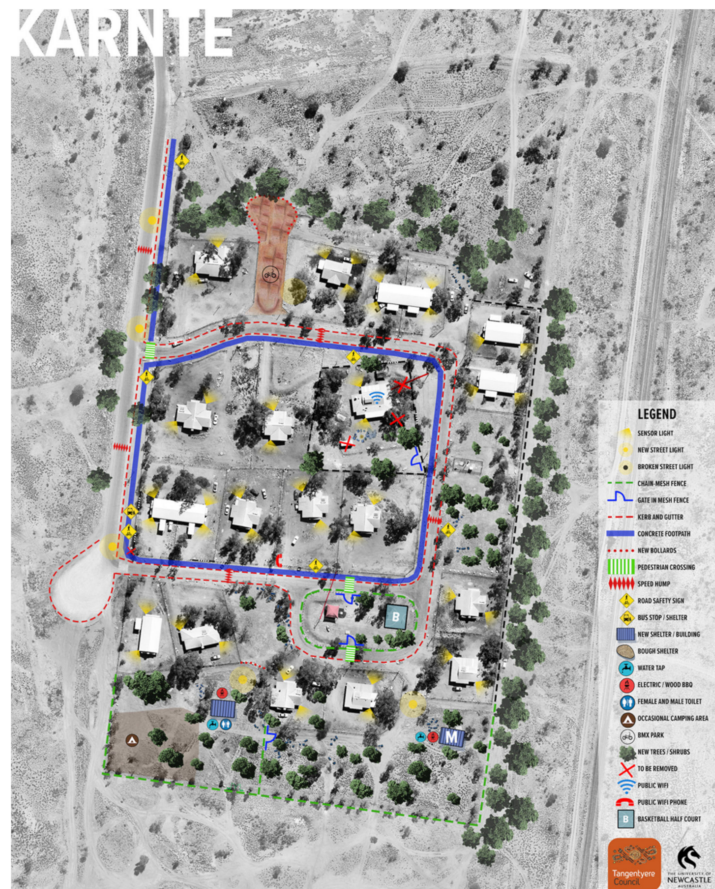 KARNTE
B
M
LEGEND
SENSOR LIGHT
NEW STREET LIGHT
BROKEN STREET LIGHT
CHAIN-MESH FENCE
GATE IN MESH FENCE
KERB AND GUTTER
CONCRETE FOOTPATH
NEW BOLLARDS
PEDESTRIAN CROSSING
SPEED HUMP
ROAD SAFETY SIGN
BUS STOP / SHELTER
NEW SHELTER / BUILDING
BOUGH SHELTER
WATER TAP
ELECTRIC / WOOD BBQ
FEMALE AND MALE TOILET
OCCASIONAL CAMPING AREA
BMX PARK
NEW TREES / SHRUBS
TO BE REMOVED
PUBLIC WIFI
PUBLIC WIFI PHONE
B BASKETBALL HALF COURT
Tangentyere
Council
THE UNIVERSITY OF
NEWCASTLE
AUSTRALIA